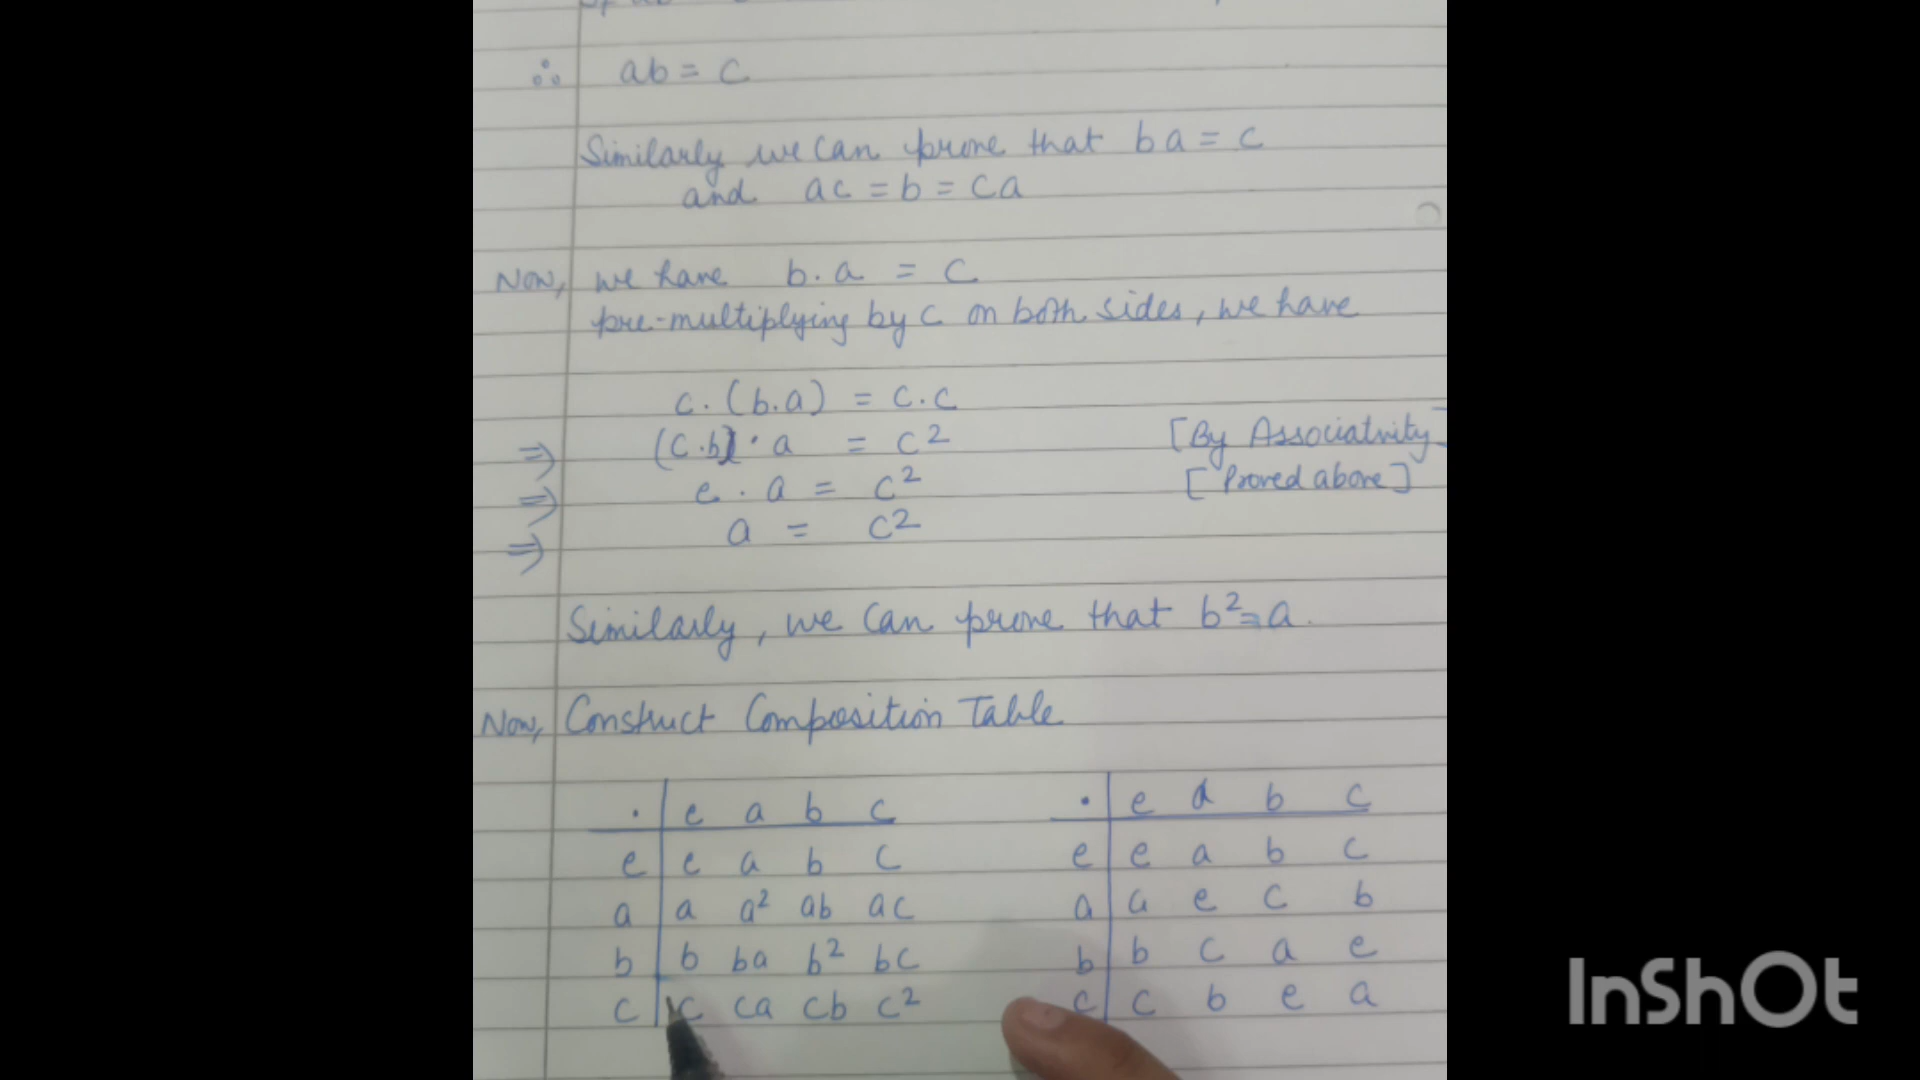 ∴ ab = c
Similarly we can prove that ba = c
and ac = b = ca
Now, we have b.a = c
pre-multiplying by c on both sides, we have
c.(b.a) = c.c
⇒ (c.b).a = c² [By Associativity]
⇒ e.a = c² [Proved above]
⇒ a = c²
Similarly, we can prove that b²=a.
Now, Construct Composition Table
. e a b c
e e a b c
a a a² ab ac
b b ba b² bc
c c ca cb c²
. e a b c
e e a b c
a a e c b
b b c a e
c c b e a
InShOt